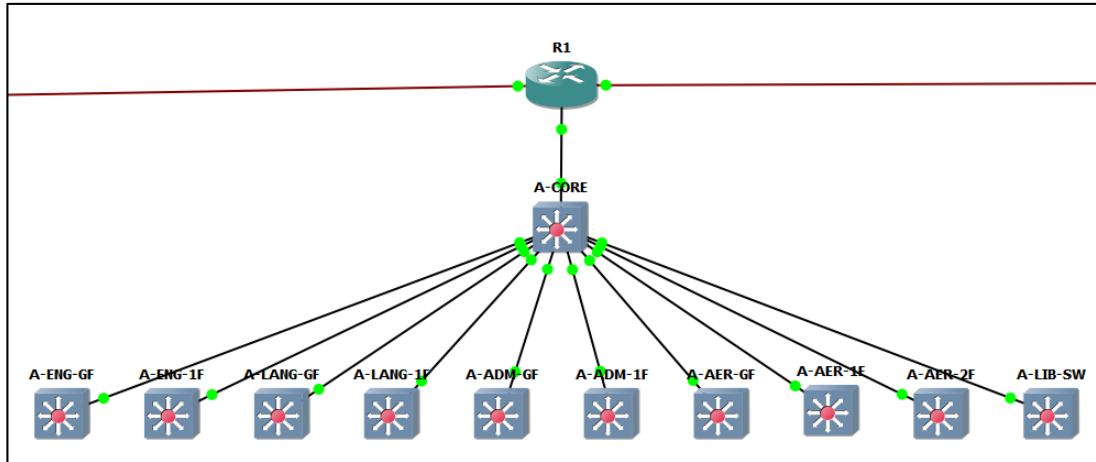 R1
A-CORE
A-ENG-GF
A-ENG-1F
A-LANG-GF
A-LANG-1F
A-ADM-GF
A-ADM-1F
A-AER-GF
A-AER-1F
A-AER-2F
A-LIB-SW